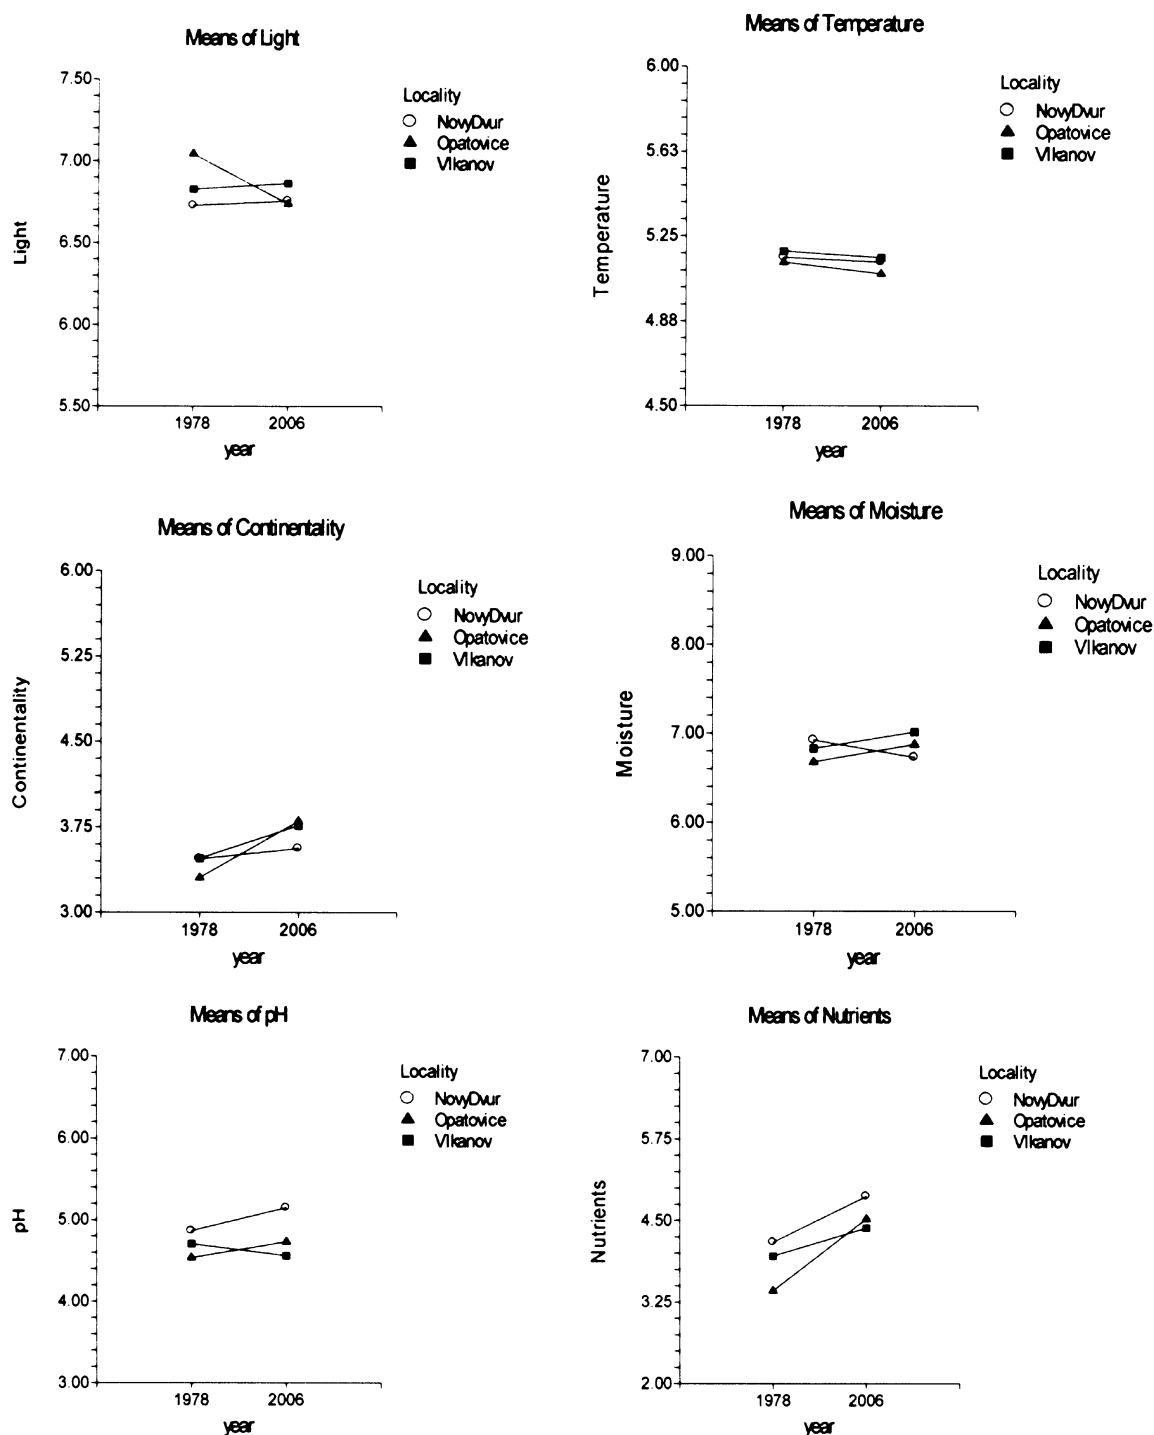 Means of Light
7.50
7.00
6.50
6.00
5.50
Light
1978 2006
year
Locality
NovyDvur
Opatovice
Vlkanov
Means of Temperature
6.00
5.63
5.25
4.88
4.50
Temperature
1978 2006
year
Locality
NovyDvur
Opatovice
Vlkanov
Means of Continentality
6.00
5.25
4.50
3.75
3.00
Continentality
1978 2006
year
Locality
NovyDvur
Opatovice
Vlkanov
Means of Moisture
9.00
8.00
7.00
6.00
5.00
Moisture
1978 2006
year
Locality
NovyDvur
Opatovice
Vlkanov
Means of pH
7.00
6.00
5.00
4.00
3.00
pH
1978 2006
year
Locality
NovyDvur
Opatovice
Vlkanov
Means of Nutrients
7.00
5.75
4.50
3.25
2.00
Nutrients
1978 2006
year
Locality
NovyDvur
Opatovice
Vlkanov